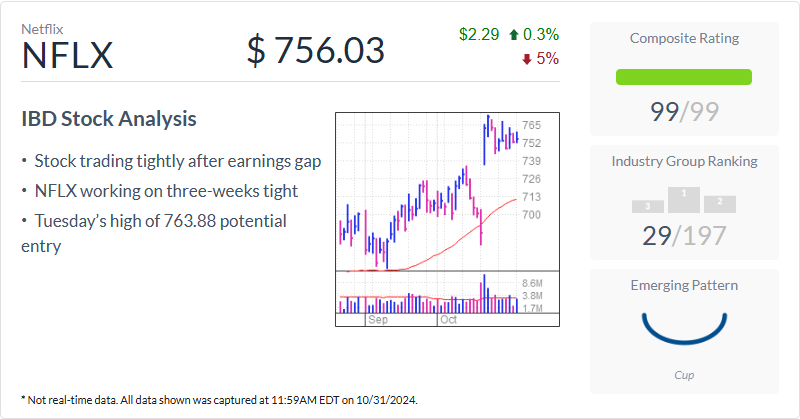 Netflix
NFLX
$ 756.03
$2.29 0.3%
5%
IBD Stock Analysis
• Stock trading tightly after earnings gap
• NFLX working on three-weeks tight
• Tuesday’s high of 763.88 potential
entry
765
752
739
726
713
700
8.6M
3.8M
1.7M
Sep Oct
Composite Rating
99/99
Industry Group Ranking
3 1 2
29/197
Emerging Pattern
Cup
* Not real-time data. All data shown was captured at 11:59AM EDT on 10/31/2024.